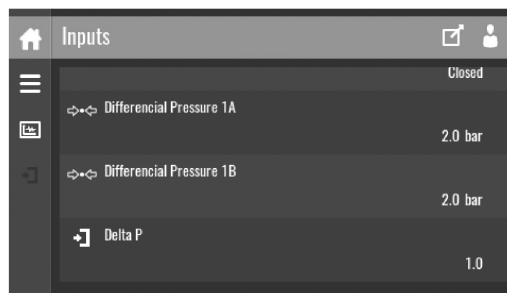 Inputs
Closed
Differencial Pressure 1A
2.0 bar
Differencial Pressure 1B
2.0 bar
Delta P
1.0